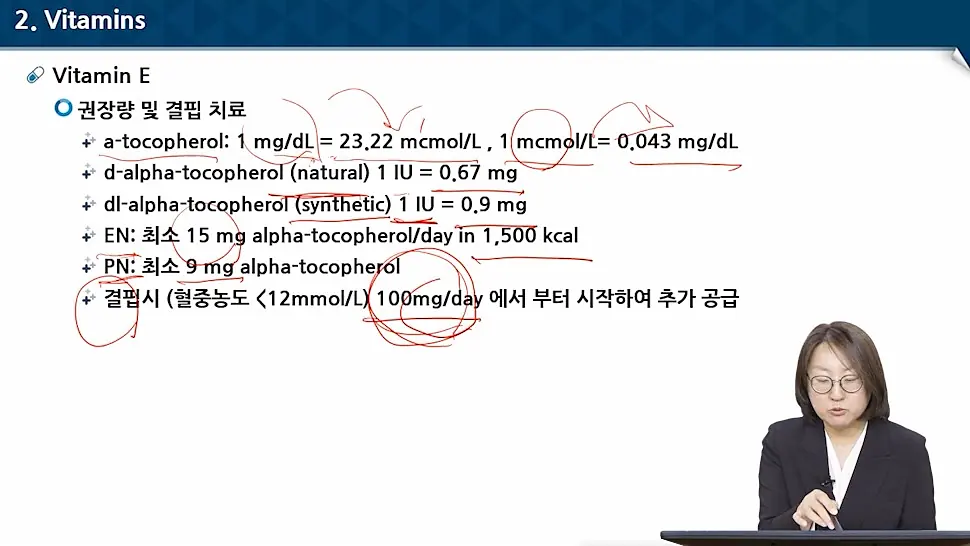 2. Vitamins
Vitamin E
권장량 및 결핍 치료
a-tocopherol: 1 mg/dL = 23.22 mcmol/L , 1 mcmol/L= 0.043 mg/dL
d-alpha-tocopherol (natural) 1 IU = 0.67 mg
dl-alpha-tocopherol (synthetic) 1 IU = 0.9 mg
EN: 최소 15 mg alpha-tocopherol/day in 1,500 kcal
PN: 최소 9 mg alpha-tocopherol
결핍시 (혈중농도 <12mmol/L) 100mg/day 에서 부터 시작하여 추가 공급